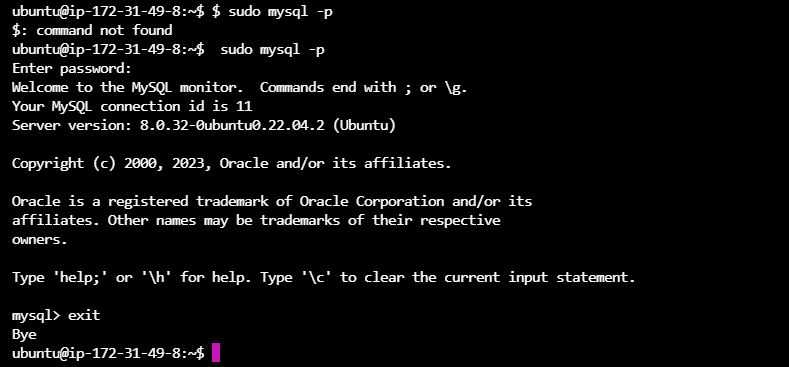 ubuntu@ip-172-31-49-8:~$ $ sudo mysql -p
$: command not found
ubuntu@ip-172-31-49-8:~$  sudo mysql -p
Enter password:
Welcome to the MySQL monitor.  Commands end with ; or \g.
Your MySQL connection id is 11
Server version: 8.0.32-0ubuntu0.22.04.2 (Ubuntu)

Copyright (c) 2000, 2023, Oracle and/or its affiliates.

Oracle is a registered trademark of Oracle Corporation and/or its
affiliates. Other names may be trademarks of their respective
owners.

Type 'help;' or '\h' for help. Type '\c' to clear the current input statement.

mysql> exit
Bye
ubuntu@ip-172-31-49-8:~$